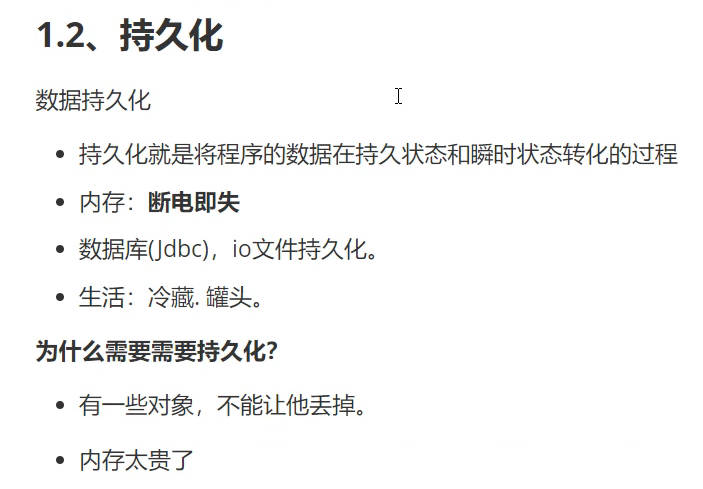 1.2、持久化
数据持久化
持久化就是将程序的数据在持久状态和瞬时状态转化的过程
内存：断电即失
数据库(Jdbc)，io文件持久化。
生活：冷藏. 罐头。
为什么需要需要持久化？
有一些对象，不能让他丢掉。
内存太贵了